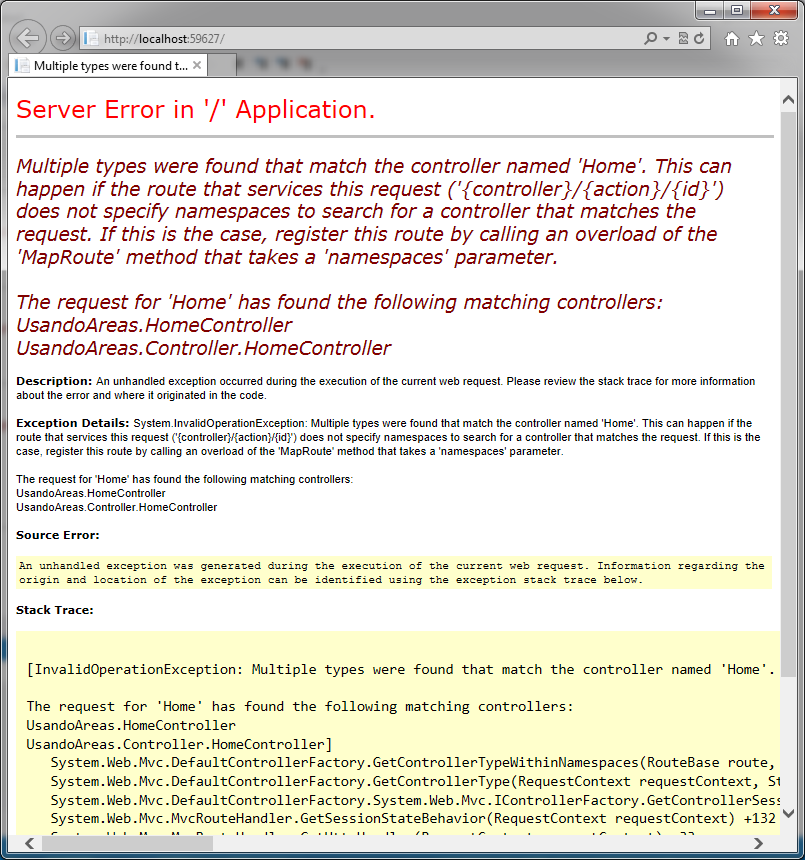 http://localhost:59627/
Multiple types were found t...
Server Error in '/' Application.
Multiple types were found that match the controller named 'Home'. This can
happen if the route that services this request ('{controller}/{action}/{id}')
does not specify namespaces to search for a controller that matches the
request. If this is the case, register this route by calling an overload of the
'MapRoute' method that takes a 'namespaces' parameter.
The request for 'Home' has found the following matching controllers:
UsandoAreas.HomeController
UsandoAreas.Controller.HomeController
Description: An unhandled exception occurred during the execution of the current web request. Please review the stack trace for more information
about the error and where it originated in the code.
Exception Details: System.InvalidOperationException: Multiple types were found that match the controller named 'Home'. This can happen if the
route that services this request ('{controller}/{action}/{id}') does not specify namespaces to search for a controller that matches the request. If this is the
case, register this route by calling an overload of the 'MapRoute' method that takes a 'namespaces' parameter.
The request for 'Home' has found the following matching controllers:
UsandoAreas.HomeController
UsandoAreas.Controller.HomeController
Source Error:
An unhandled exception was generated during the execution of the current web request. Information regarding the
origin and location of the exception can be identified using the exception stack trace below.
Stack Trace:
[InvalidOperationException: Multiple types were found that match the controller named 'Home'.
The request for 'Home' has found the following matching controllers:
UsandoAreas.HomeController
UsandoAreas.Controller.HomeController]
System.Web.Mvc.DefaultControllerFactory.GetControllerTypeWithinNamespaces(RouteBase route,
System.Web.Mvc.DefaultControllerFactory.GetControllerType(RequestContext requestContext, St
System.Web.Mvc.DefaultControllerFactory.System.Web.Mvc.IControllerFactory.GetControllerSess
System.Web.Mvc.MvcRouteHandler.GetSessionStateBehavior(RequestContext requestContext) +132